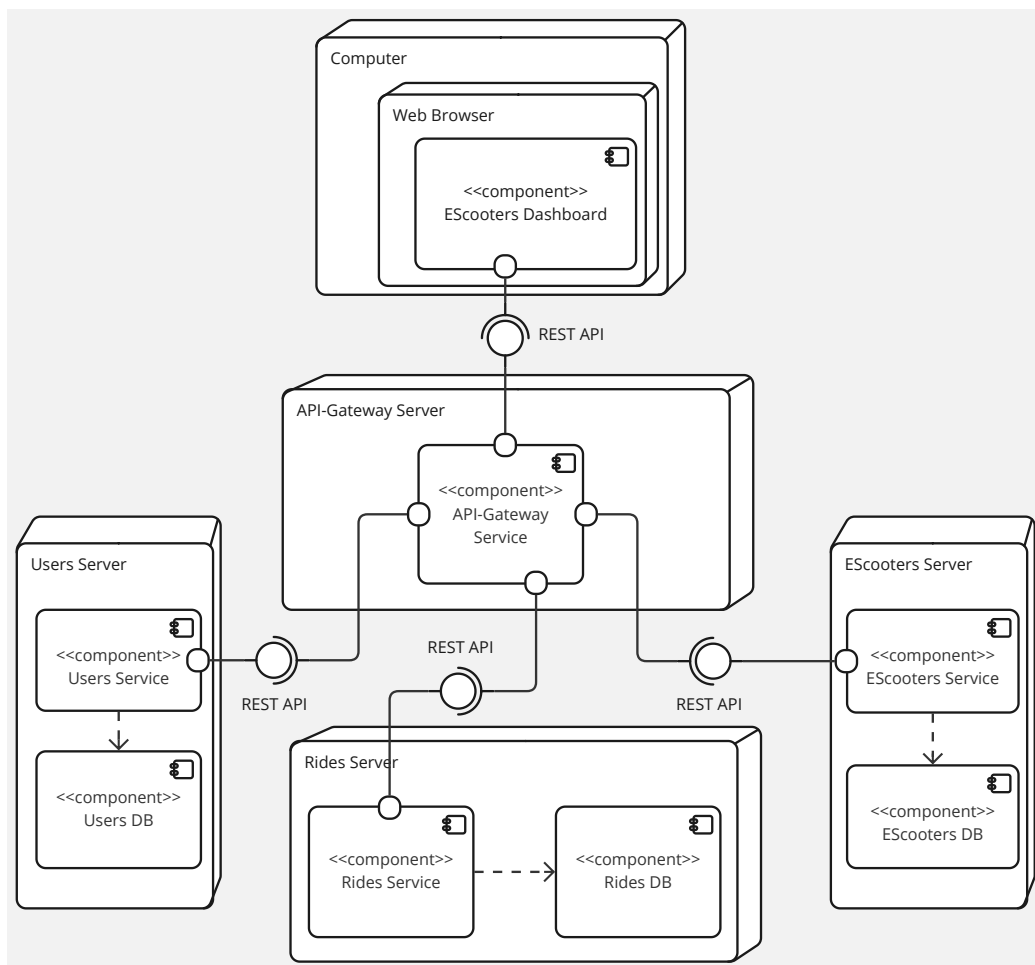 Computer
Web Browser
<<component>>
EScooters Dashboard
REST API
API-Gateway Server
<<component>>
API-Gateway
Service
Users Server
<<component>>
Users Service
REST API
<<component>>
Users DB
REST API
EScooters Server
<<component>>
EScooters Service
REST API
<<component>>
EScooters DB
Rides Server
<<component>>
Rides Service
<<component>>
Rides DB